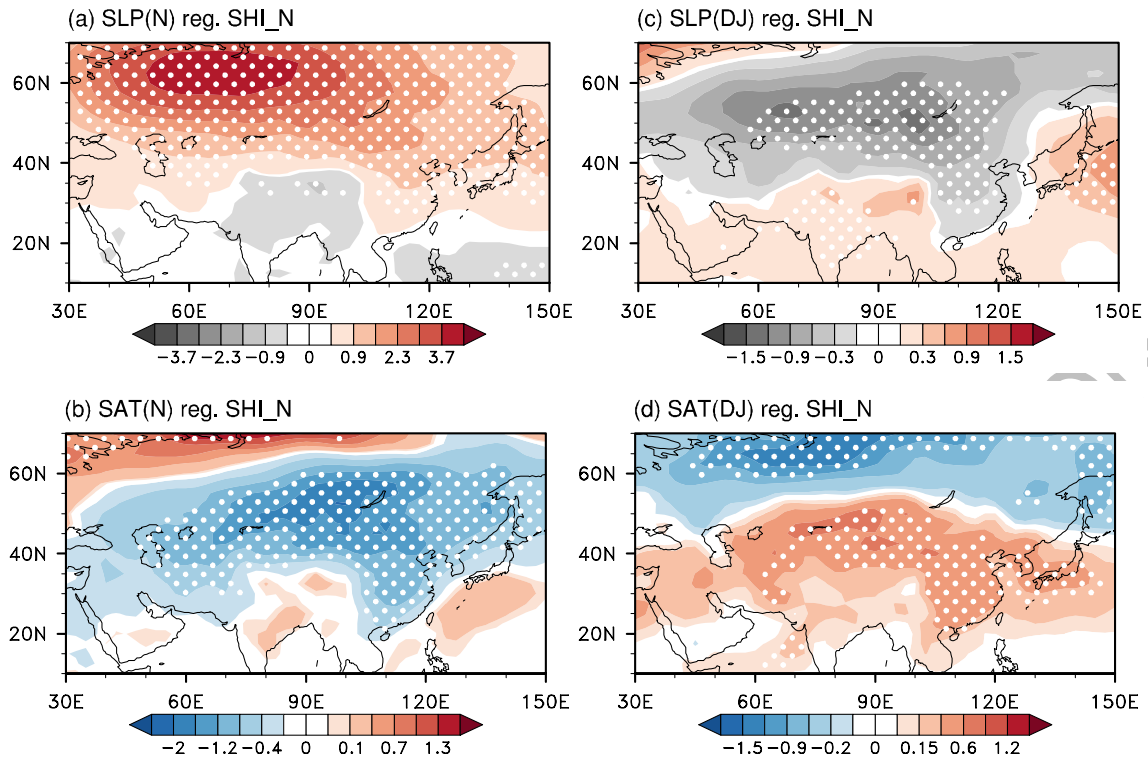 (a) SLP(N) reg. SHI_N
60N
40N
20N
30E 60E 90E 120E 150E
−3.7 −2.3 −0.9 0 0.9 2.3 3.7
(c) SLP(DJ) reg. SHI_N
60N
40N
20N
30E 60E 90E 120E 150E
−1.5 −0.9 −0.3 0 0.3 0.9 1.5
(b) SAT(N) reg. SHI_N
60N
40N
20N
30E 60E 90E 120E 150E
−2 −1.2 −0.4 0 0.1 0.7 1.3
(d) SAT(DJ) reg. SHI_N
60N
40N
20N
30E 60E 90E 120E 150E
−1.5 −0.9 −0.2 0 0.15 0.6 1.2